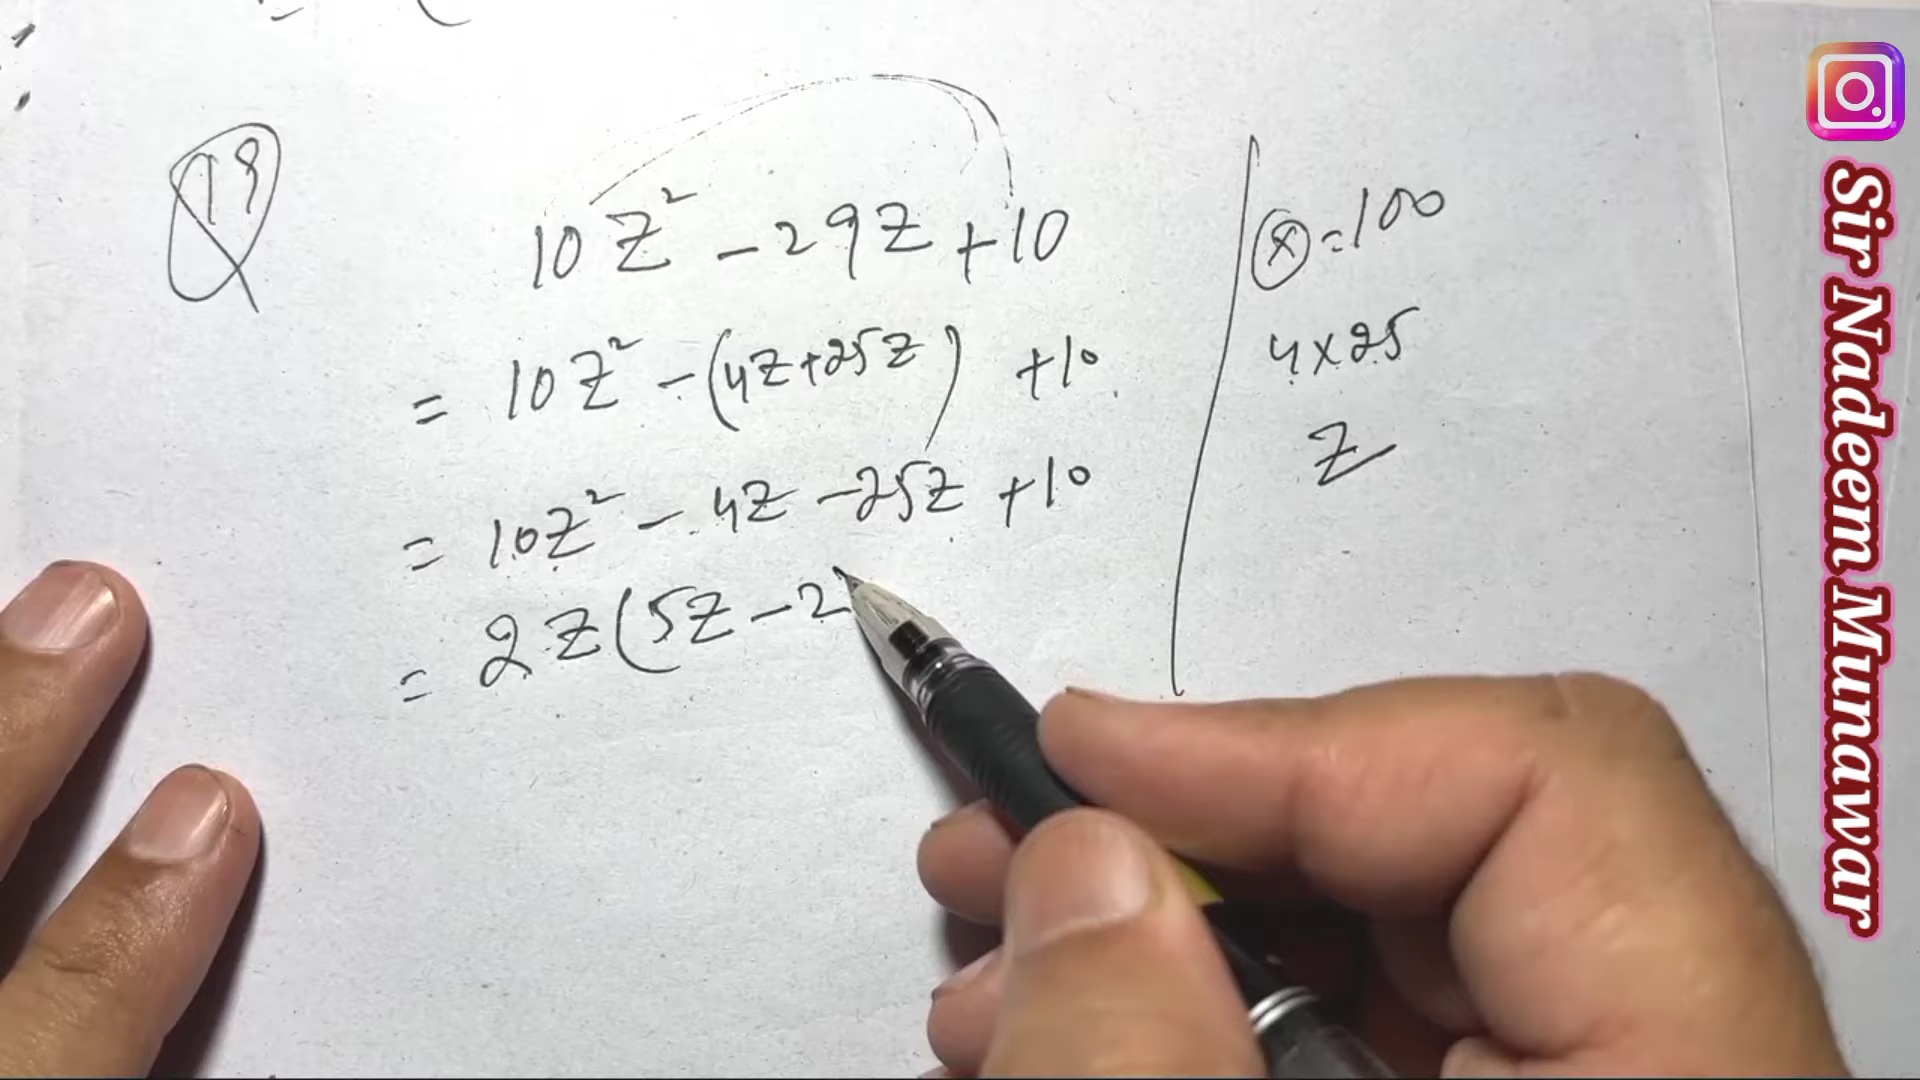 Q 19
10Z² - 29Z + 10
= 10Z² - (4Z + 25Z) + 10
= 10Z² - 4Z - 25Z + 10
= 2Z(5Z - 2
x = 100
4 x 25
Z
Sir Nadeem Munawar